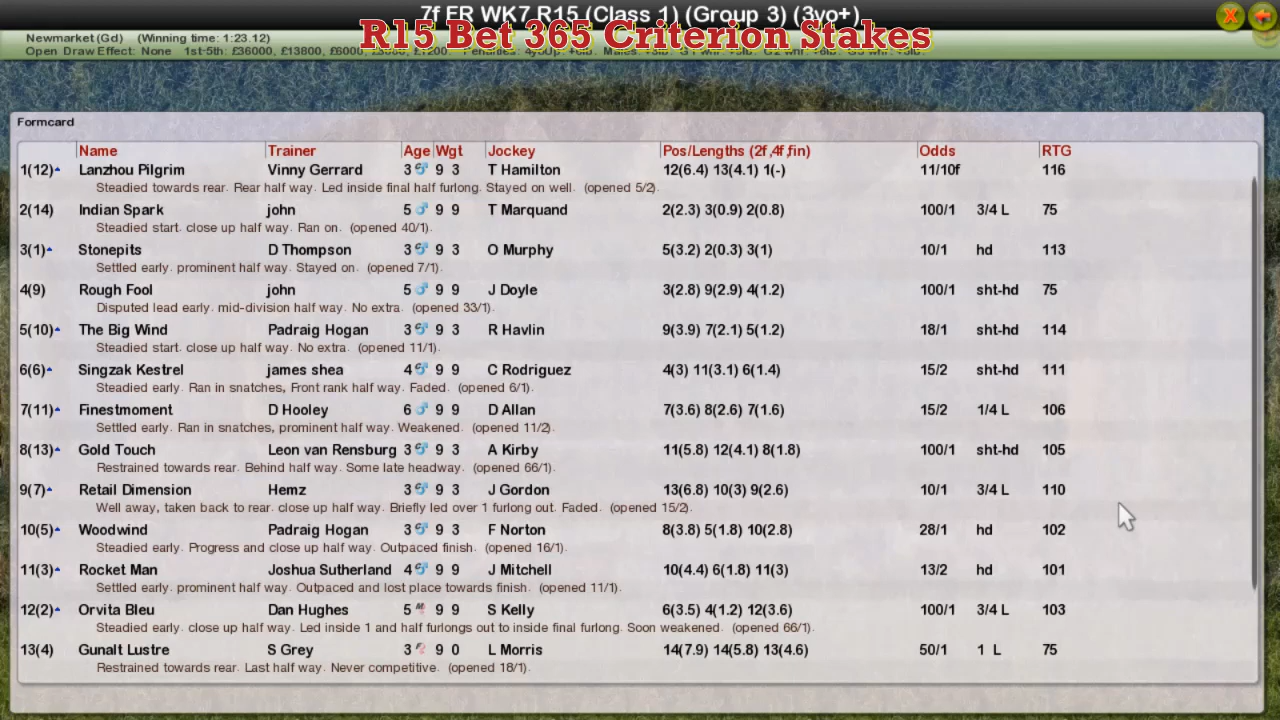 7f ER WK7 R15 (Class 1) (Group 3) (3yo+)
R15 Bet 365 Criterion Stakes
Newmarket (Gd) (Winning time: 1:23.12)
Open Draw Effect: None 1st-5th: £36000, £13800, £6000
Formcard
Name Trainer Age Wgt Jockey Pos/Lengths (2f,4f,fin) Odds RTG
1(12) Lanzhou Pilgrim Vinny Gerrard 3 9 3 T Hamilton 12(6.4) 13(4.1) 1(-) 11/10f 116
Steadied towards rear. Rear half way. Led inside final half furlong. Stayed on well. (opened 5/2).
2(14) Indian Spark john 5 9 9 T Marquand 2(2.3) 3(0.9) 2(0.8) 100/1 3/4 L 75
Steadied start. close up half way. Ran on. (opened 40/1).
3(1) Stonepits D Thompson 3 9 3 O Murphy 5(3.2) 2(0.3) 3(1) 10/1 hd 113
Settled early. prominent half way. Stayed on. (opened 7/1).
4(9) Rough Fool john 5 9 9 J Doyle 3(2.8) 9(2.9) 4(1.2) 100/1 sht-hd 75
Disputed lead early. mid-division half way. No extra. (opened 33/1).
5(10) The Big Wind Padraig Hogan 3 9 3 R Havlin 9(3.9) 7(2.1) 5(1.2) 18/1 sht-hd 114
Steadied start. close up half way. No extra. (opened 11/1).
6(6) Singzak Kestrel james shea 4 9 9 C Rodriguez 4(3) 11(3.1) 6(1.4) 15/2 sht-hd 111
Steadied early. Ran in snatches, Front rank half way. Faded. (opened 6/1).
7(11) Finestmoment D Hooley 6 9 9 D Allan 7(3.6) 8(2.6) 7(1.6) 15/2 1/4 L 106
Settled early. Ran in snatches, prominent half way. Weakened. (opened 11/2).
8(13) Gold Touch Leon van Rensburg 3 9 3 A Kirby 11(5.8) 12(4.1) 8(1.8) 100/1 sht-hd 105
Restrained towards rear. Behind half way. Some late headway. (opened 66/1).
9(7) Retail Dimension Hemz 3 9 3 J Gordon 13(6.8) 10(3) 9(2.6) 10/1 3/4 L 110
Well away, taken back to rear. close up half way. Briefly led over 1 furlong out. Faded. (opened 15/2).
10(5) Woodwind Padraig Hogan 3 9 3 F Norton 8(3.8) 5(1.8) 10(2.8) 28/1 hd 102
Steadied early. Progress and close up half way. Outpaced finish. (opened 16/1).
11(3) Rocket Man Joshua Sutherland 4 9 9 J Mitchell 10(4.4) 6(1.8) 11(3) 13/2 hd 101
Settled early. prominent half way. Outpaced and lost place towards finish. (opened 11/1).
12(2) Orvita Bleu Dan Hughes 5 9 9 S Kelly 6(3.5) 4(1.2) 12(3.6) 100/1 3/4 L 103
Steadied early. close up half way. Led inside 1 and half furlongs out to inside final furlong. Soon weakened. (opened 66/1).
13(4) Gunalt Lustre S Grey 3 9 0 L Morris 14(7.9) 14(5.8) 13(4.6) 50/1 1 L 75
Restrained towards rear. Last half way. Never competitive. (opened 18/1).